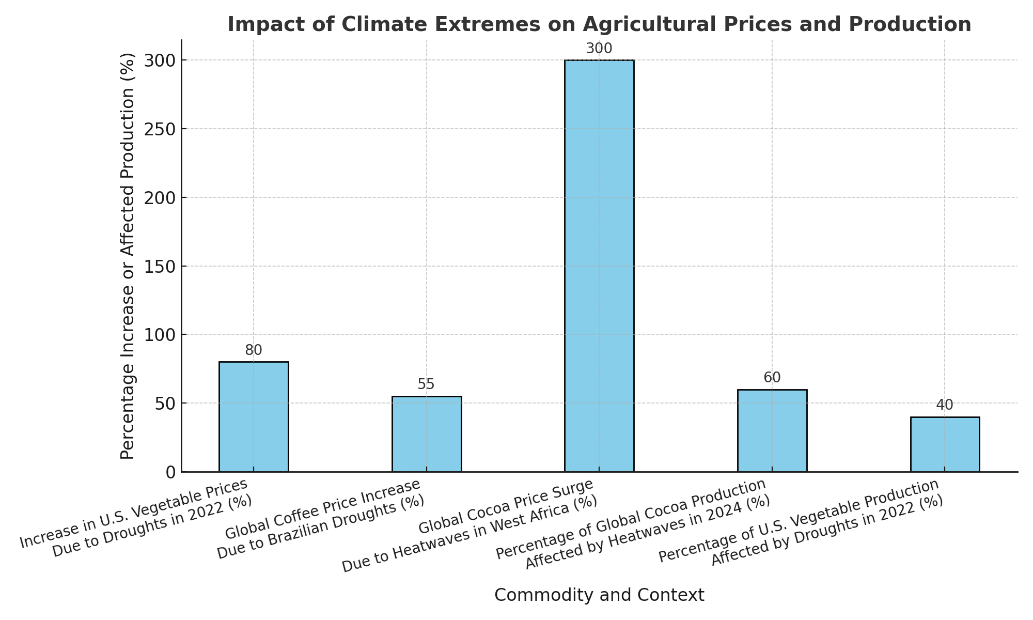 Impact of Climate Extremes on Agricultural Prices and Production
Percentage Increase or Affected Production (%)
300
250
200
150
100
50
0
80
55
300
60
40
Increase in U.S. Vegetable Prices
Due to Droughts in 2022 (%)
Global Coffee Price Increase
Due to Brazilian Droughts (%)
Global Cocoa Price Surge
Due to Heatwaves in West Africa (%)
Percentage of Global Cocoa Production
Affected by Heatwaves in 2024 (%)
Percentage of U.S. Vegetable Production
Affected by Droughts in 2022 (%)
Commodity and Context